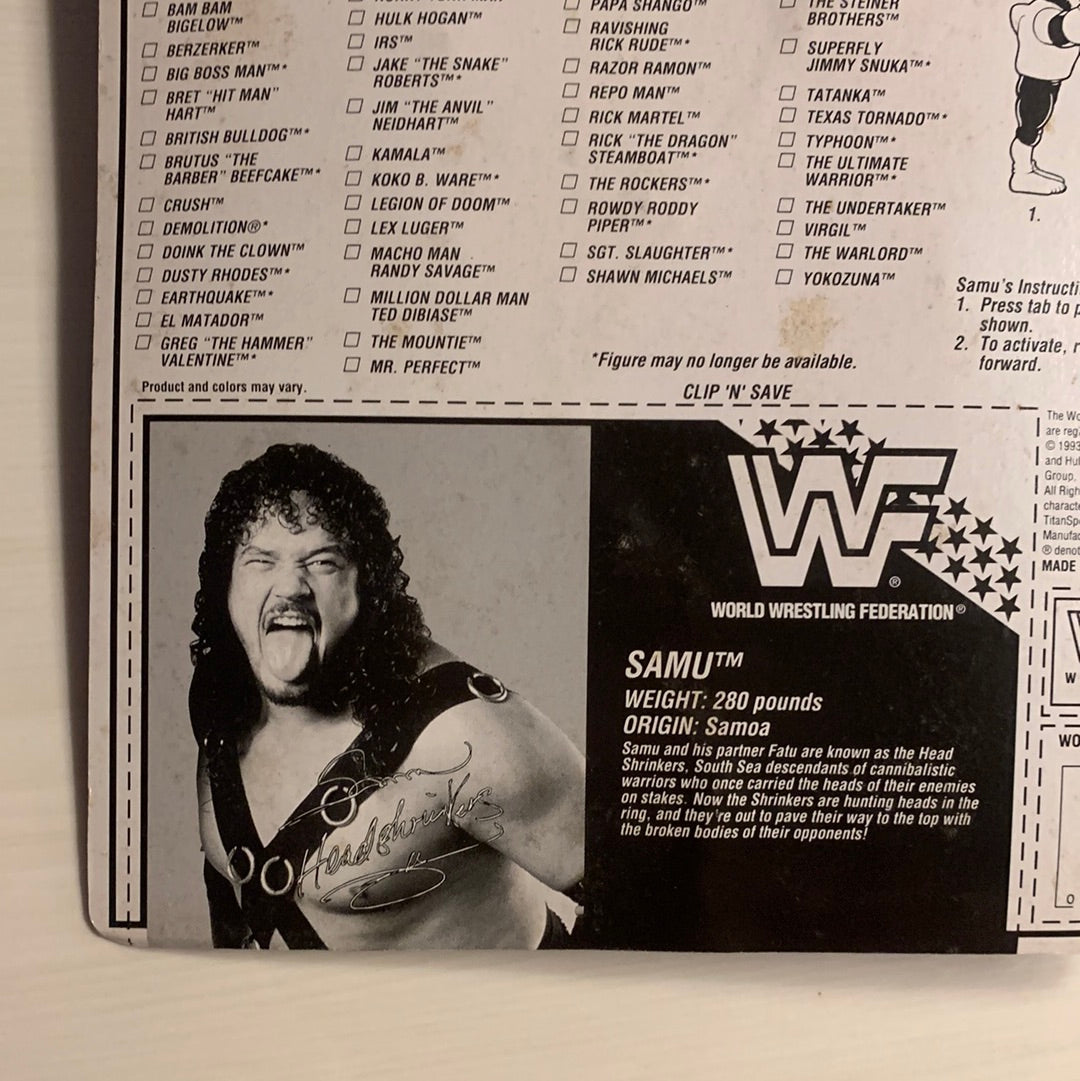 ☐ BAM BAM
BIGELOW™
☐ BERZERKER™
☐ BIG BOSS MAN™*
☐ BRET "HIT MAN"
HART™
☐ BRITISH BULLDOG™*
☐ BRUTUS "THE
BARBER" BEEFCAKE™*
☐ CRUSH™
☐ DEMOLITION®*
☐ DOINK THE CLOWN™
☐ DUSTY RHODES™*
☐ EARTHQUAKE™*
☐ EL MATADOR™
☐ GREG "THE HAMMER"
VALENTINE™*
☐ HULK HOGAN™
☐ IRS™
☐ JAKE "THE SNAKE"
ROBERTS™*
☐ JIM "THE ANVIL"
NEIDHART™
☐ KAMALA™
☐ KOKO B. WARE™*
☐ LEGION OF DOOM™
☐ LEX LUGER™
☐ MACHO MAN
RANDY SAVAGE™
☐ MILLION DOLLAR MAN
TED DIBIASE™
☐ THE MOUNTIE™
☐ MR. PERFECT™
☐ PAPA SHANGO™
☐ RAVISHING
RICK RUDE™*
☐ RAZOR RAMON™
☐ REPO MAN™
☐ RICK MARTEL™
☐ RICK "THE DRAGON"
STEAMBOAT™*
☐ THE ROCKERS™*
☐ ROWDY RODDY
PIPER™*
☐ SGT. SLAUGHTER™*
☐ SHAWN MICHAELS™
☐ THE STEINER
BROTHERS™
☐ SUPERFLY
JIMMY SNUKA™*
☐ TATANKA™
☐ TEXAS TORNADO™*
☐ TYPHOON™*
☐ THE ULTIMATE
WARRIOR™*
☐ THE UNDERTAKER™
☐ VIRGIL™
☐ THE WARLORD™
☐ YOKOZUNA™
1.
Samu's
1. Press tab to
shown.
2. To activate,
forward.
*Figure may no longer be available.
Product and colors may vary.
CLIP 'N' SAVE
WF
®
WORLD WRESTLING FEDERATION®
SAMU™
WEIGHT: 280 pounds
ORIGIN: Samoa
Samu and his partner Fatu are known as the Head
Shrinkers, South Sea descendants of cannibalistic
warriors who once carried the heads of their enemies
on stakes. Now the Shrinkers are hunting heads in the
ring, and they're out to pave their way to the top with
the broken bodies of their opponents!
Samu
Headshrinkers
The
are
© 1993
and
Group.
All
MADE
W
WO
O